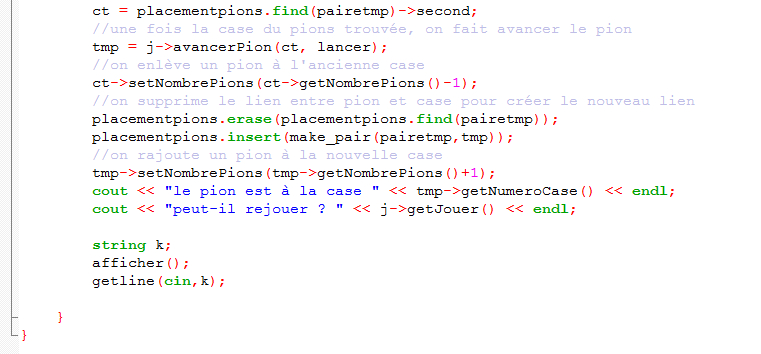 ct = placementpions.find(pairetmp)->second;
//une fois la case du pions trouvée, on fait avancer le pion
tmp = j->avancerPion(ct, lancer);
//on enlève un pion à l'ancienne case
ct->setNombrePions(ct->getNombrePions()-1);
//on supprime le lien entre pion et case pour créer le nouveau lien
placementpions.erase(placementpions.find(pairetmp));
placementpions.insert(make_pair(pairetmp,tmp));
//on rajoute un pion à la nouvelle case
tmp->setNombrePions(tmp->getNombrePions()+1);
cout << "le pion est à la case " << tmp->getNumeroCase() << endl;
cout << "peut-il rejouer ? " << j->getJouer() << endl;
string k;
afficher();
getline(cin,k);
}
}